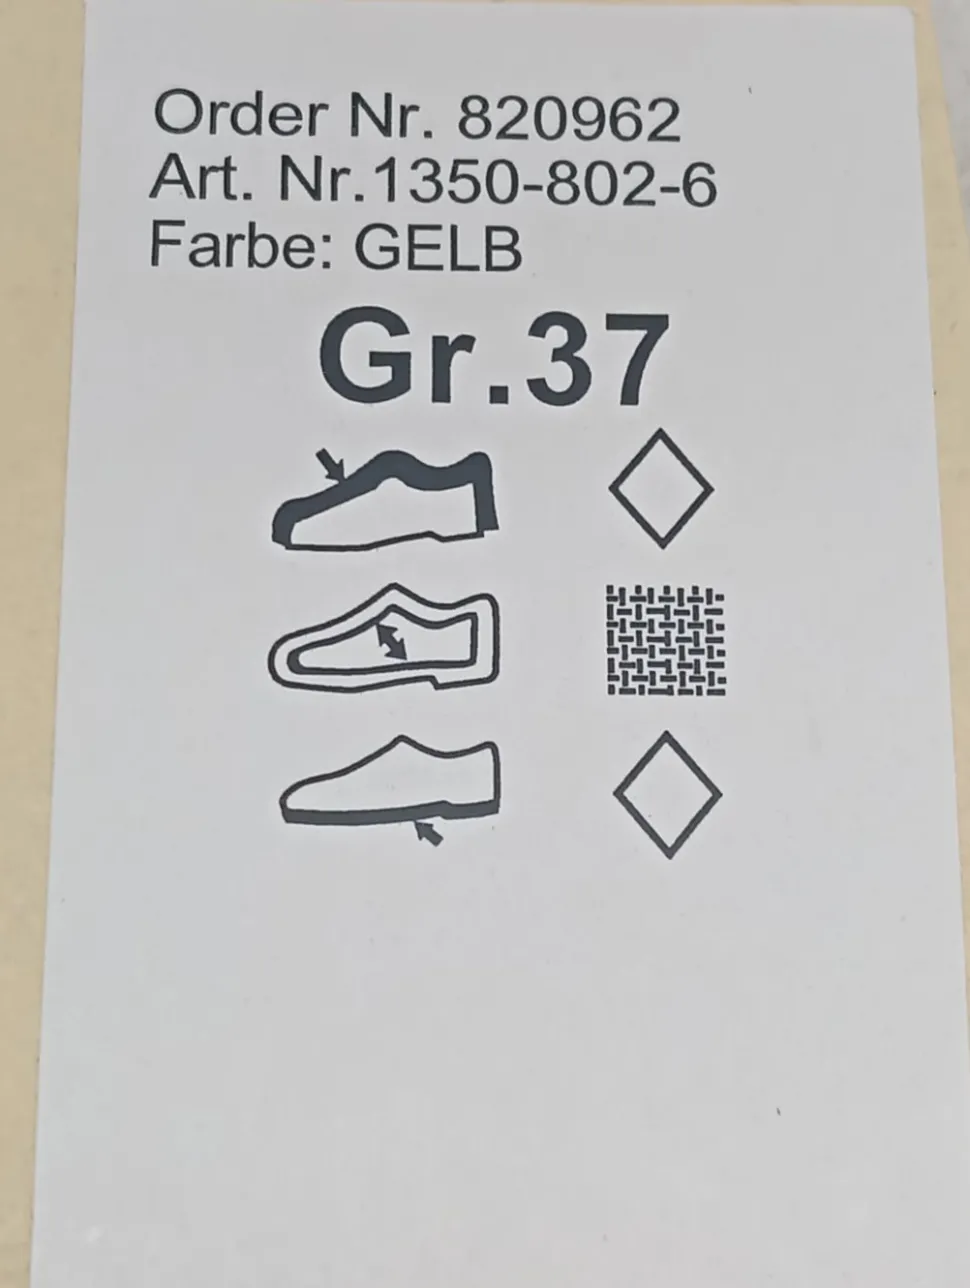 Order Nr. 820962
Art. Nr.1350-802-6
Farbe: GELB
Gr.37